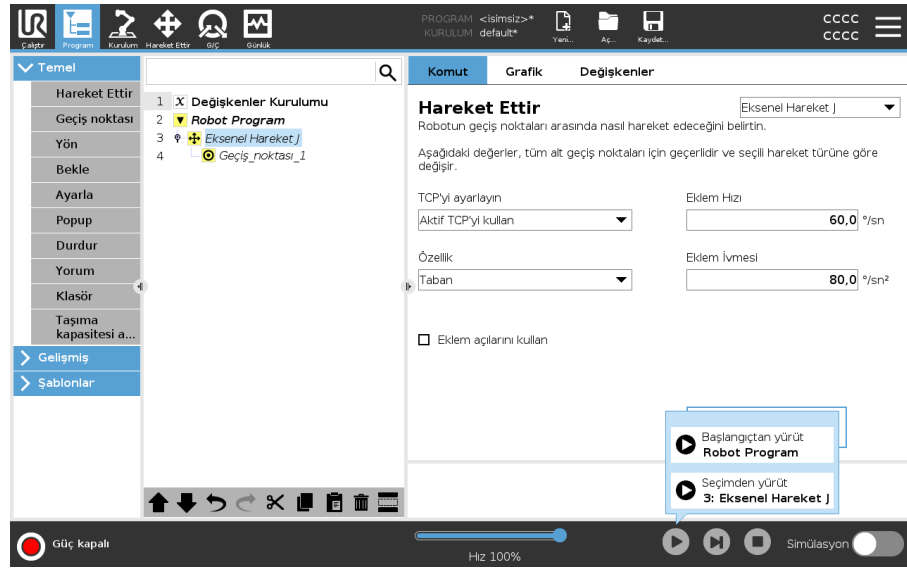 UR
PROGRAM <isimsiz>*
KURULUM default*
Çalıştır
Program
Kurulum
Hareket Ettir
G/Ç
Günlük
Yeni...
Aç...
Kaydet...
CCCC
CCCC
Temel
Hareket Ettir
Geçiş noktası
Yön
Bekle
Ayarla
Popup
Durdur
Yorum
Klasör
Taşıma
kapasitesi a...
Gelişmiş
Şablonlar
1 X Değişkenler Kurulumu
2 Robot Program
3 Eksenel Hareket J
4 Geçiş_noktası_1
Komut
Grafik
Değişkenler
Hareket Ettir
Eksenel Hareket J
Robotun geçiş noktaları arasında nasıl hareket edeceğini belirtin.
Aşağıdaki değerler, tüm alt geçiş noktaları için geçerlidir ve seçili hareket türüne göre
değişir.
TCP'yi ayarlayın
Eklem Hızı
Aktif TCP'yi kullan
60,0 °/sn
Özellik
Eklem İvmesi
Taban
80,0 °/sn²
Eklem açılarını kullan
Başlangıçtan yürüt
Robot Program
Seçimden yürüt
3: Eksenel Hareket J
Güç kapalı
Hız 100%
Simülasyon